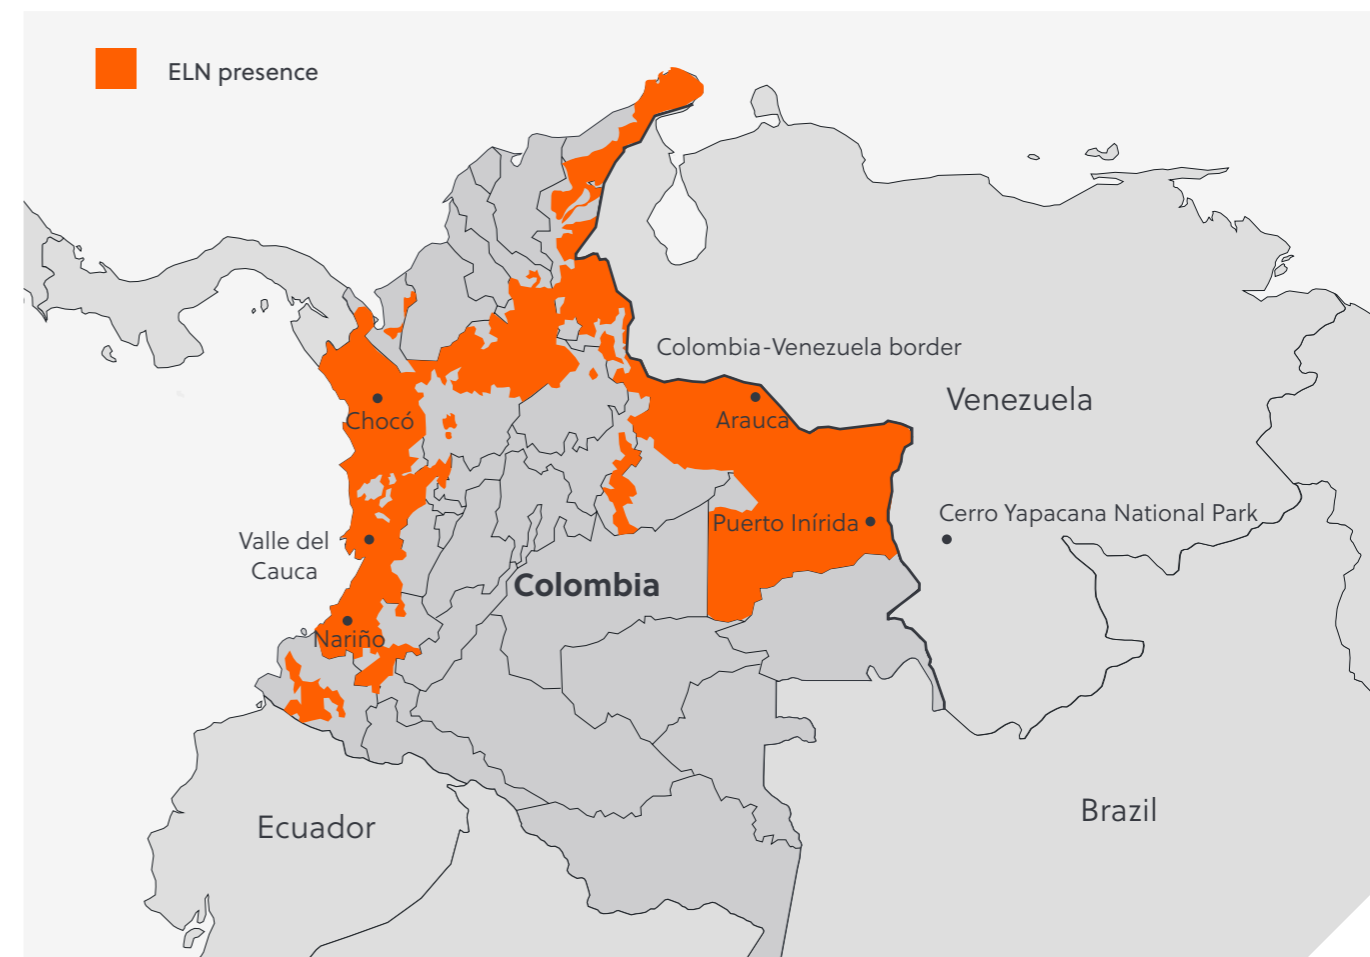 ELN presence
Colombia-Venezuela border
Venezuela
Chocó
Arauca
Cerro Yapacana National Park
Puerto Inírida
Valle del
Cauca
Colombia
Nariño
Ecuador
Brazil